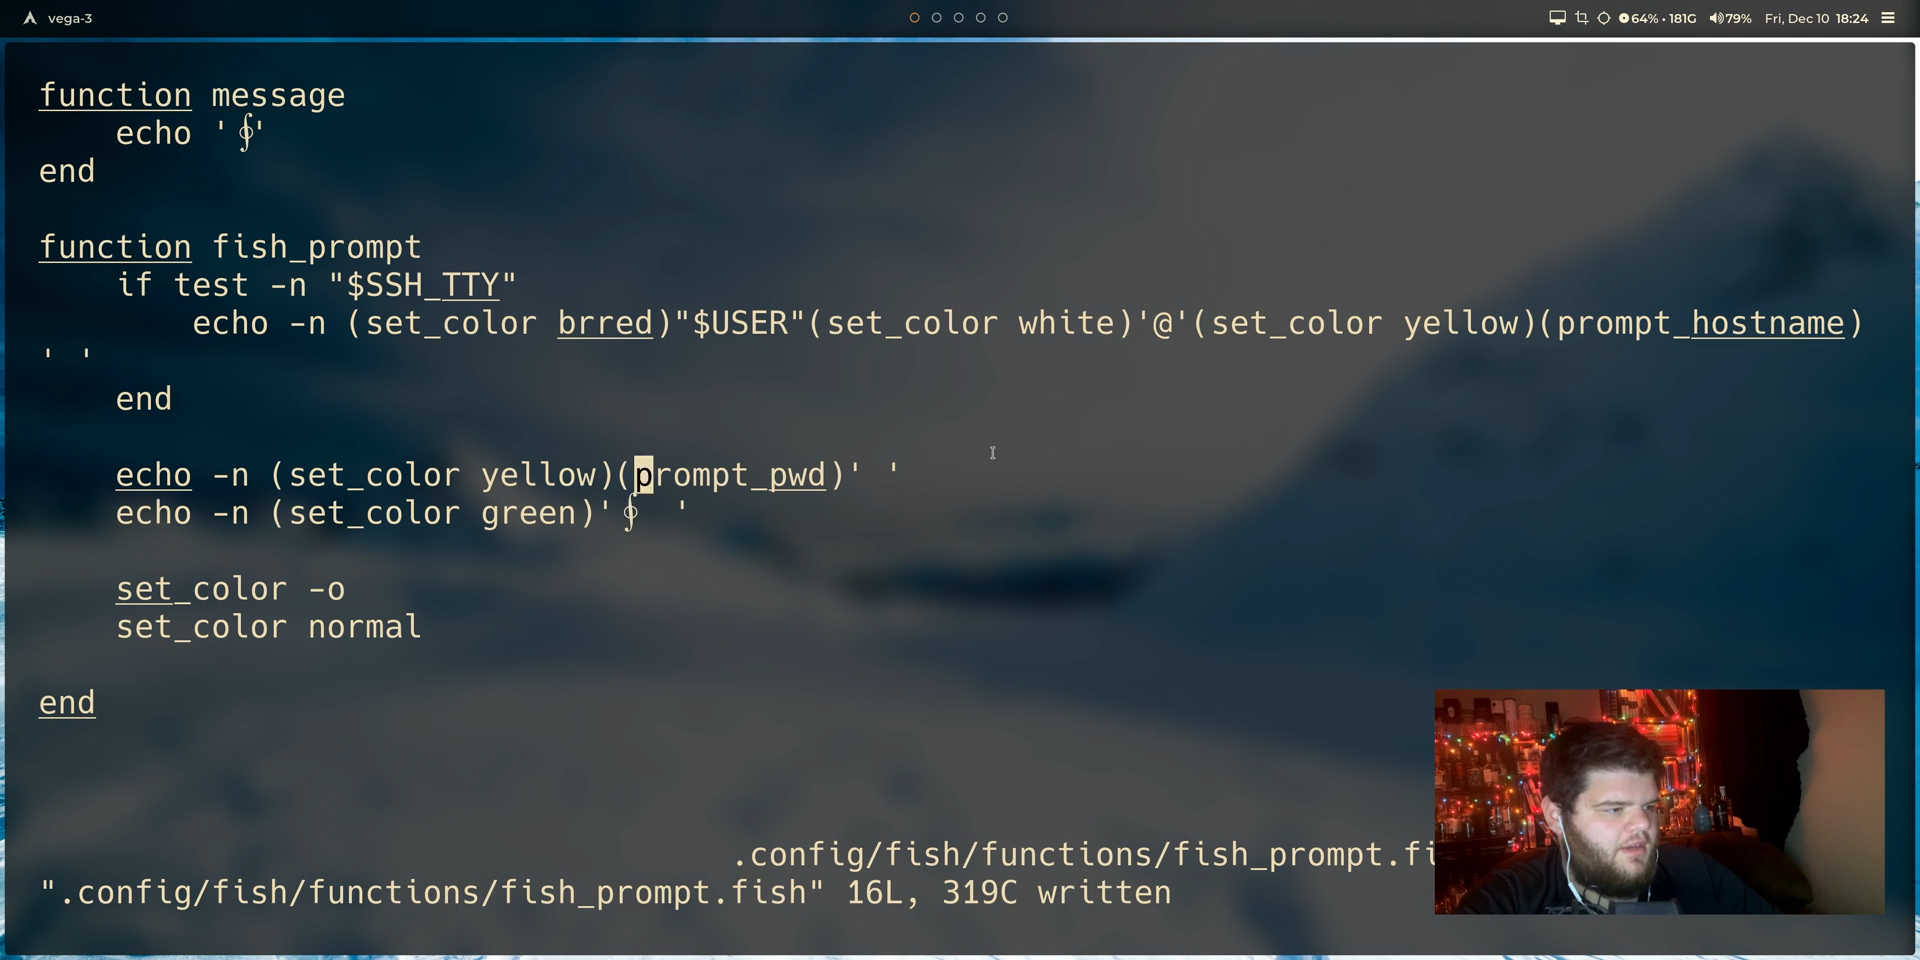 vega-3
64% • 181G 79% Fri, Dec 10 18:24
function message
echo ' ∮'
end
function fish_prompt
if test -n "$SSH_TTY"
echo -n (set_color brred)"$USER"(set_color white)'@'(set_color yellow)(prompt_hostname)
' '
end
echo -n (set_color yellow)(prompt_pwd)' '
echo -n (set_color green)' ∮  '
set_color -o
set_color normal
end
.config/fish/functions/fish_prompt.fi
".config/fish/functions/fish_prompt.fish" 16L, 319C written